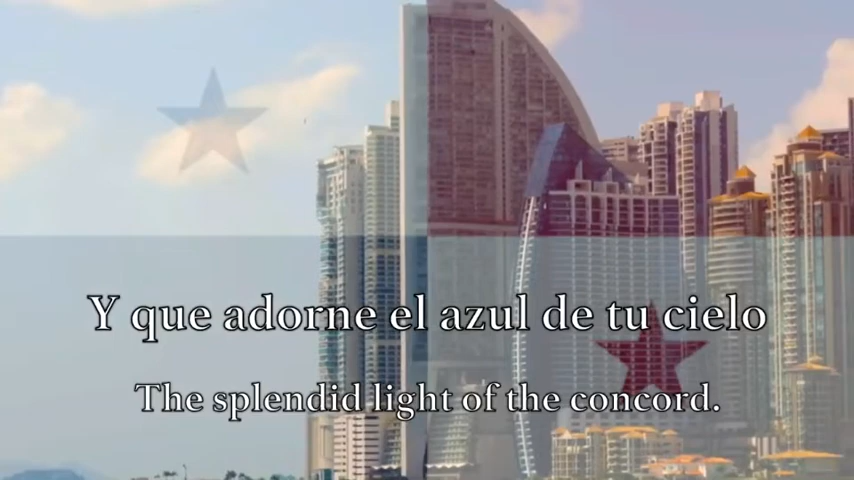 Y que adorne el azul de tu cielo
The splendid light of the concord.